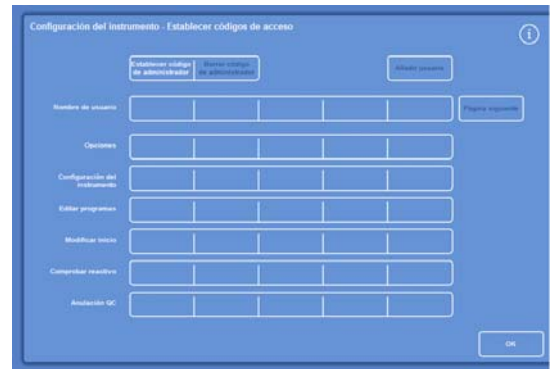 Configuración del instrumento - Establecer códigos de acceso
i
Establecer código
de administrador
Borrar código
de administrador
Añadir usuario
Nombre de usuario
Página siguiente
Opciones
Configuración del
instrumento
Editar programas
Modificar inicio
Comprobar reactivo
Anulación QC
OK